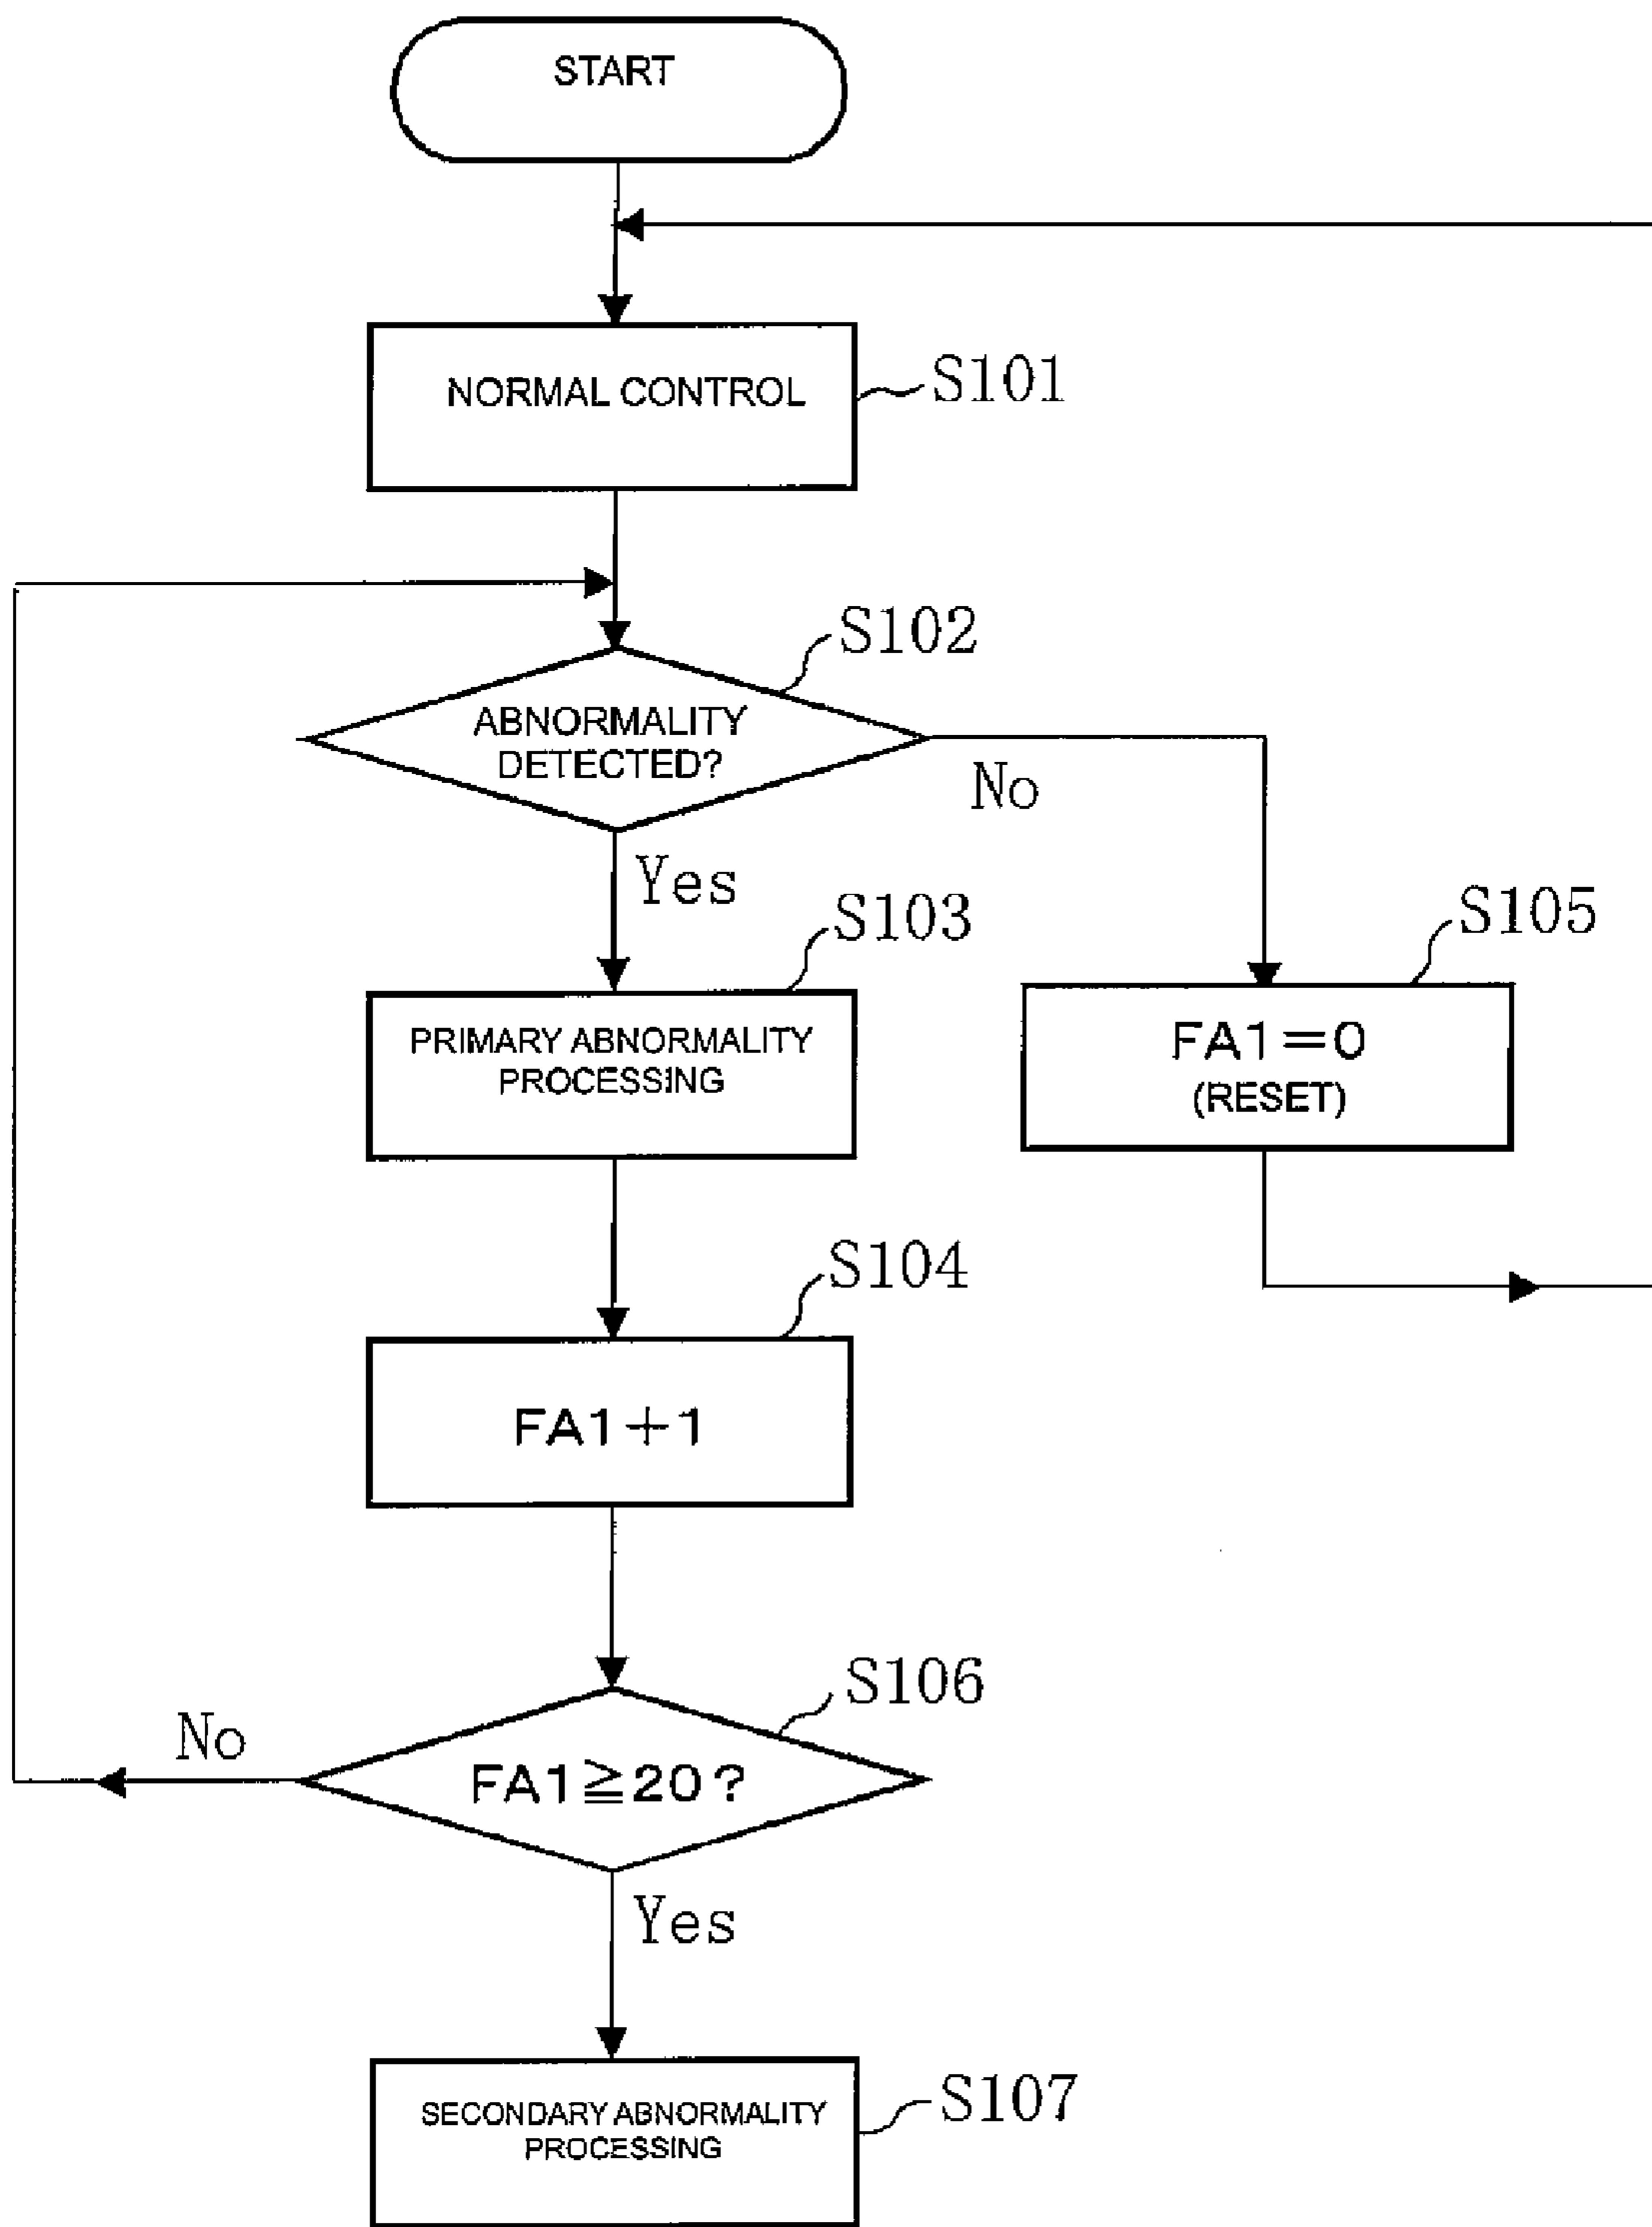 START
NORMAL CONTROL
S101
S102
ABNORMALITY
DETECTED?
No
Yes
S103
PRIMARY ABNORMALITY
PROCESSING
S105
FA1=0
(RESET)
S104
FA1+1
S106
No
FA1≧20?
Yes
S107
SECONDARY ABNORMALITY
PROCESSING